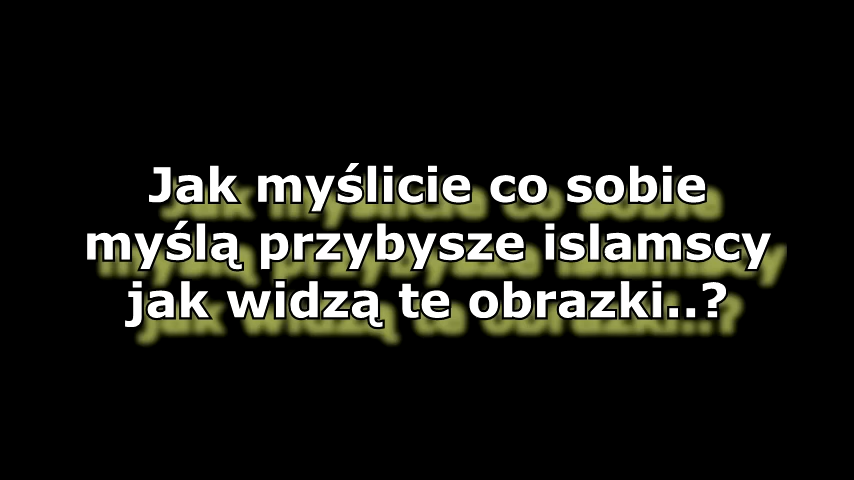 Jak myślicie co sobie
myślą przybysze islamscy
jak widzą te obrazki..?